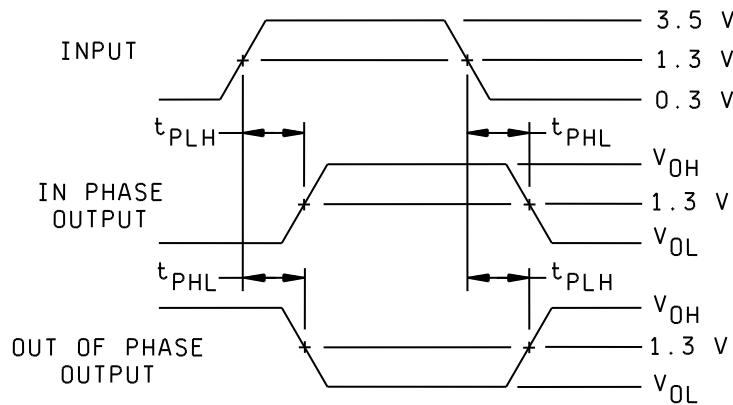 3.5 V
INPUT
1.3 V
0.3 V
tPLH
tPHL
VOH
IN PHASE
OUTPUT
1.3 V
VOL
tPHL
tPLH
VOH
OUT OF PHASE
OUTPUT
1.3 V
VOL